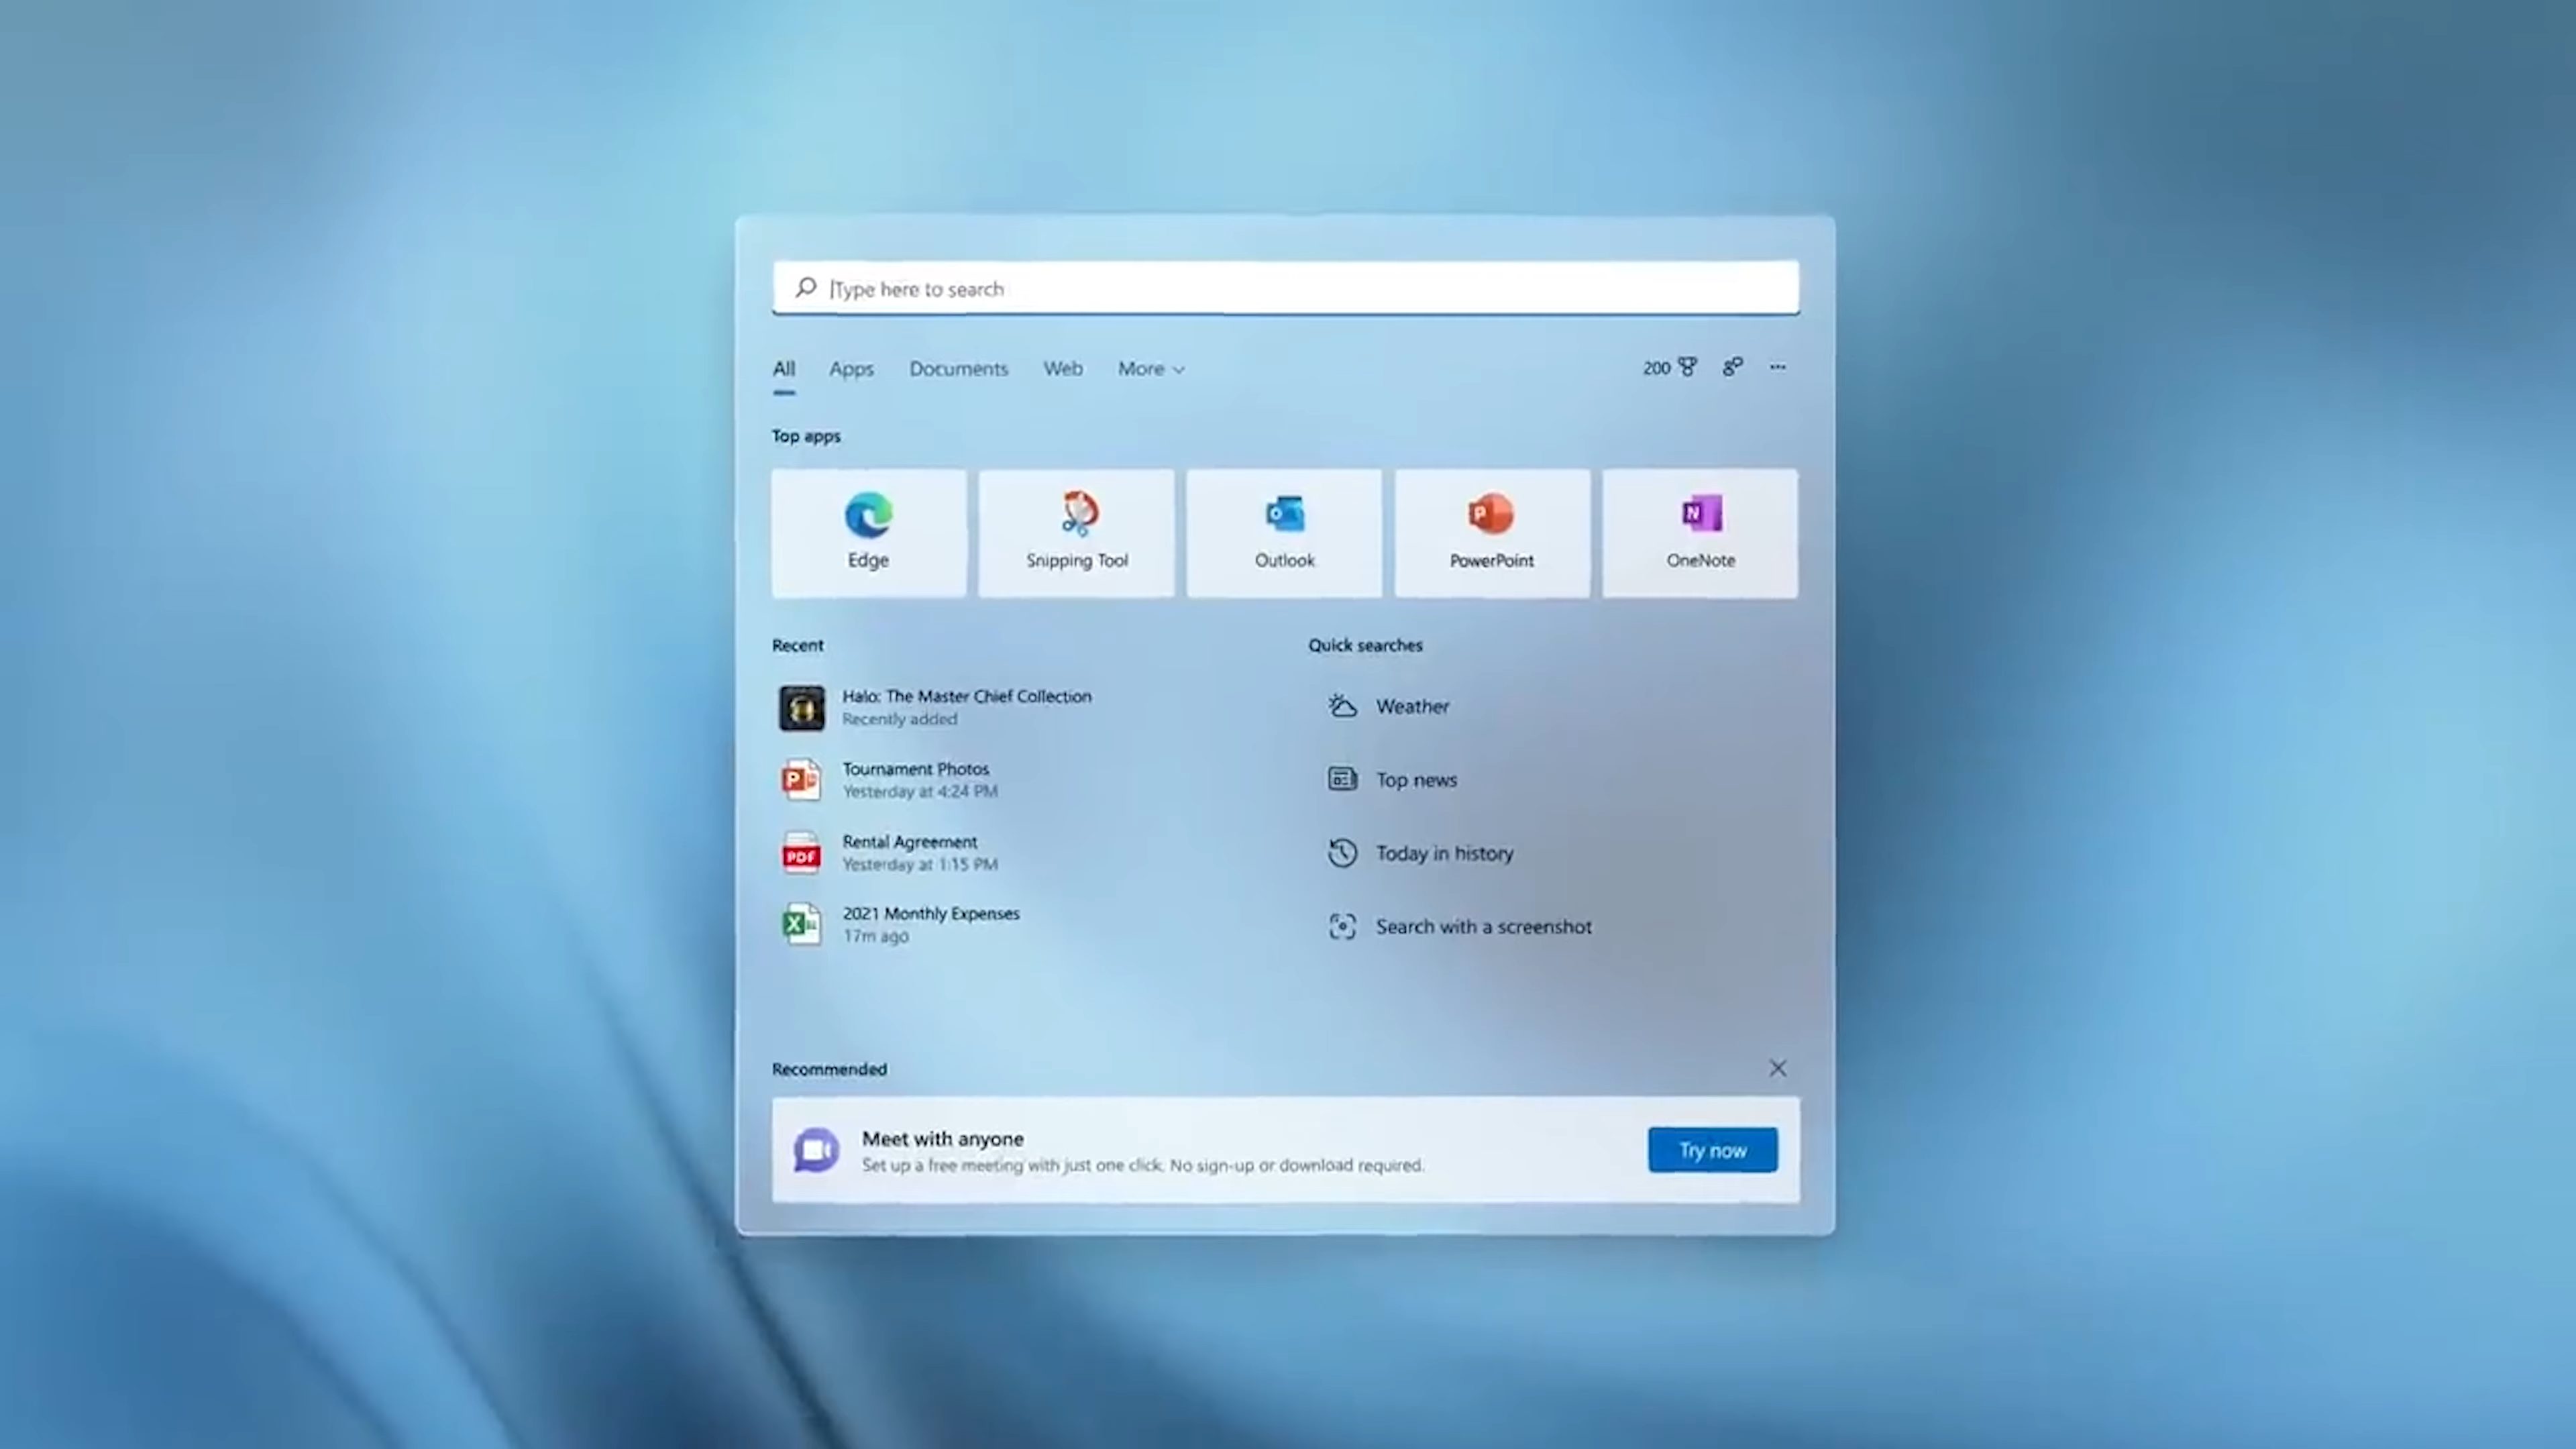 Type here to search
All Apps Documents Web More
200
Top apps
Edge Snipping Tool Outlook PowerPoint OneNote
Recent
Halo: The Master Chief Collection
Recently added
Tournament Photos
Yesterday at 4:24 PM
Rental Agreement
Yesterday at 1:15 PM
2021 Monthly Expenses
17m ago
Quick searches
Weather
Top news
Today in history
Search with a screenshot
Recommended
Meet with anyone
Set up a free meeting with just one click. No sign-up or download required.
Try now